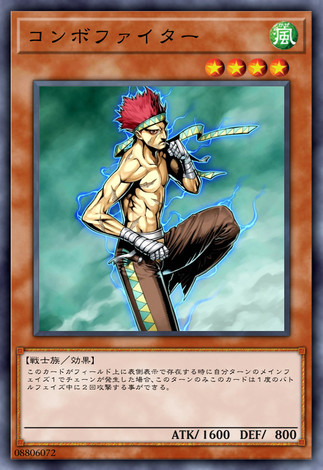 コンボファイター
風
【戦士族／効果】
このカードがフィールド上に表側表示で存在する時に自分ターンのメイン
フェイズ１でチェーンが発生した場合、このターンのみこのカードは１度のバト
ルフェイズ中に２回攻撃する事ができる。
ATK/ 1600 DEF/ 800
08806072